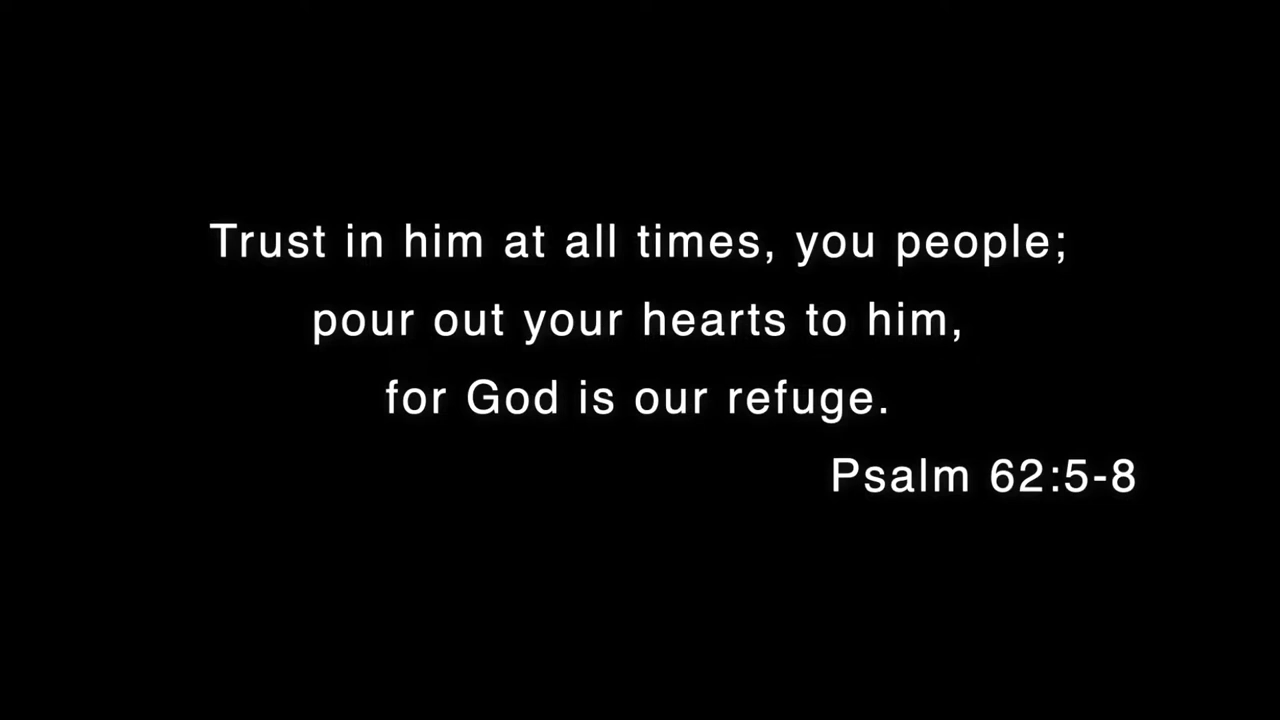 Trust in him at all times, you people;
pour out your hearts to him,
for God is our refuge.
Psalm 62:5-8